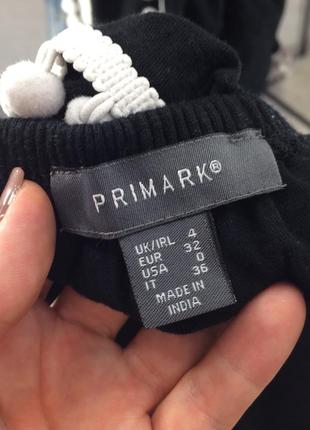 PRIMARK®
UK/IRL 4
EUR 32
USA 0
IT 36
MADE IN
INDIA